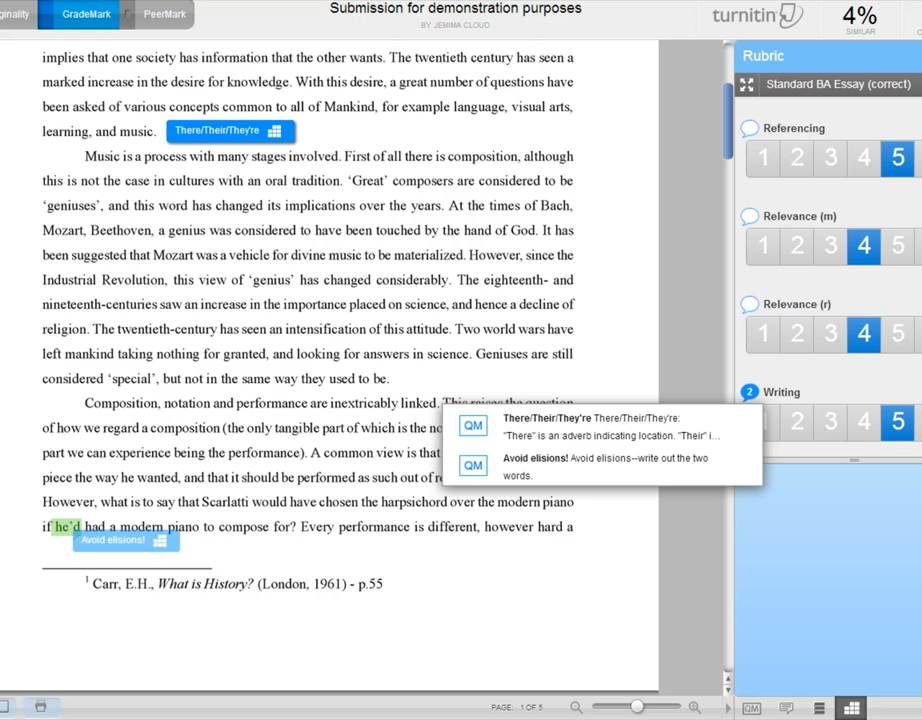 ginality GradeMark PeerMark
Submission for demonstration purposes
BY JEMIMA CLOUD
turnitin
4%
SIMILAR
implies that one society has information that the other wants. The twentieth century has seen a
marked increase in the desire for knowledge. With this desire, a great number of questions have
been asked of various concepts common to all of Mankind, for example language, visual arts,
learning, and music. There/Their/They're
Music is a process with many stages involved. First of all there is composition, although
this is not the case in cultures with an oral tradition. ‘Great’ composers are considered to be
‘geniuses’, and this word has changed its implications over the years. At the times of Bach,
Mozart, Beethoven, a genius was considered to have been touched by the hand of God. It has
been suggested that Mozart was a vehicle for divine music to be materialized. However, since the
Industrial Revolution, this view of ‘genius’ has changed considerably. The eighteenth- and
nineteenth-centuries saw an increase in the importance placed on science, and hence a decline of
religion. The twentieth-century has seen an intensification of this attitude. Two world wars have
left mankind taking nothing for granted, and looking for answers in science. Geniuses are still
considered ‘special’, but not in the same way they used to be.
Composition, notation and performance are inextricably linked. This raises the question
of how we regard a composition (the only tangible part of which is the no
part we can experience being the performance). A common view is that
piece the way he wanted, and that it should be performed as such out of re
However, what is to say that Scarlatti would have chosen the harpsichord over the modern piano
if he’d had a modern piano to compose for? Every performance is different, however hard a
Avoid elisions!
1 Carr, E.H., What is History? (London, 1961) - p.55
QM There/Their/They're There/Their/They're:
"There" is an adverb indicating location. "Their" i...
QM Avoid elisions! Avoid elisions--write out the two
words.
Rubric
Standard BA Essay (correct)
Referencing
1 2 3 4 5
Relevance (m)
1 2 3 4 5
Relevance (r)
1 2 3 4 5
2 Writing
2 3 4 5
PAGE: 1 OF 5
QM